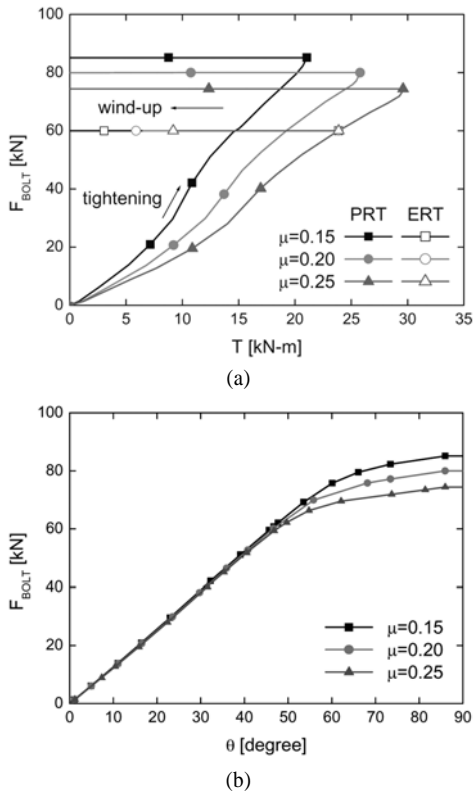 (a)
100
80
60
40
20
0
F_BOLT [kN]
wind-up
tightening
PRT ERT
μ=0.15
μ=0.20
μ=0.25
0 5 10 15 20 25 30 35
T [kN-m]
(a)
100
80
60
40
20
0
F_BOLT [kN]
μ=0.15
μ=0.20
μ=0.25
0 10 20 30 40 50 60 70 80 90
θ [degree]
(b)